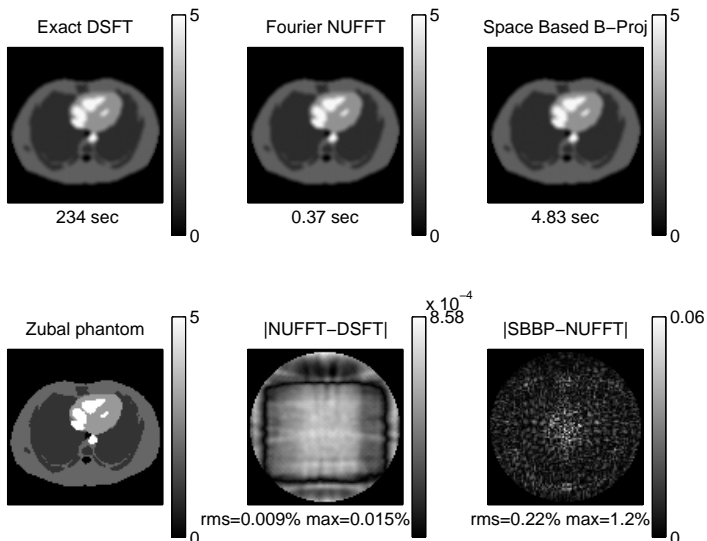 Exact DSFT
5
0
234 sec
Fourier NUFFT
5
0
0.37 sec
Space Based B−Proj
5
0
4.83 sec
Zubal phantom
5
0
|NUFFT−DSFT|
x 10⁻⁴
8.58
0
rms=0.009% max=0.015%
|SBBP−NUFFT|
0.06
0
rms=0.22% max=1.2%